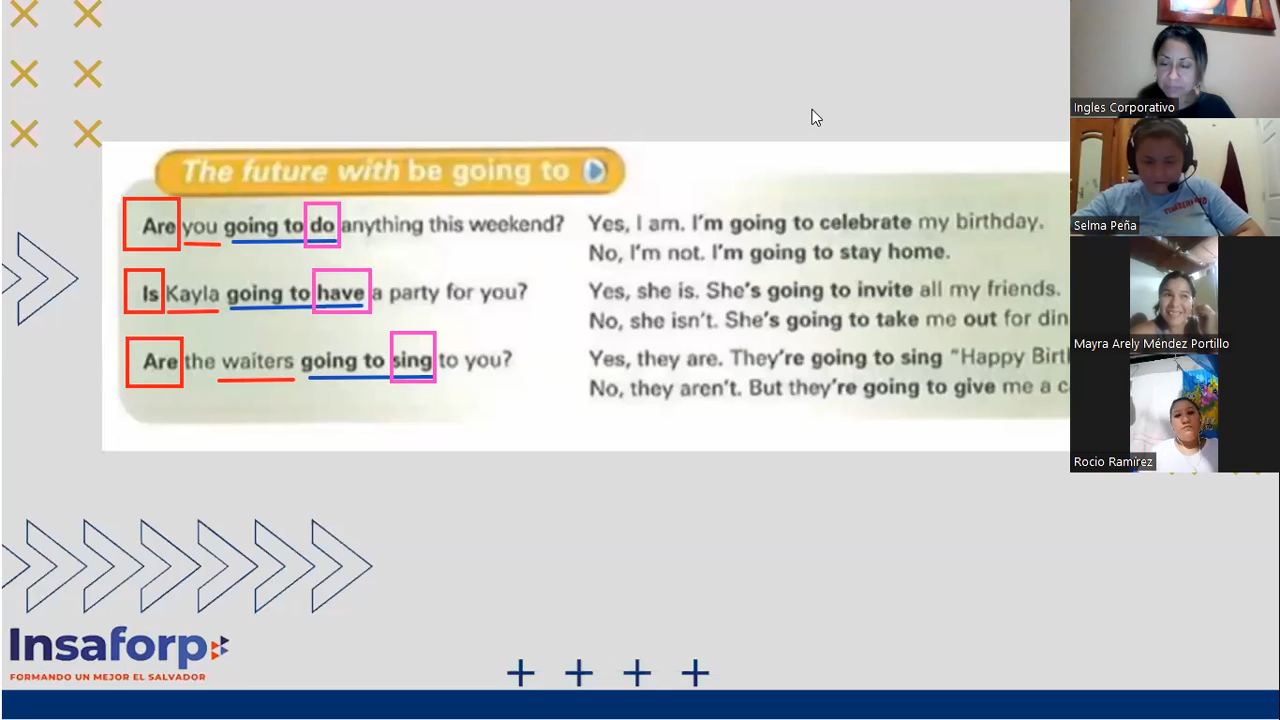 The future with be going to
Are you going to do anything this weekend? Yes, I am. I'm going to celebrate my birthday.
No, I'm not. I'm going to stay home.
Is Kayla going to have a party for you? Yes, she is. She's going to invite all my friends.
No, she isn't. She's going to take me out for din
Are the waiters going to sing to you? Yes, they are. They're going to sing "Happy Birt
No, they aren't. But they're going to give me a c
Ingles Corporativo
Selma Peña
Mayra Arely Méndez Portillo
Rocio Ramirez
Insaforp
FORMANDO UN MEJOR EL SALVADOR